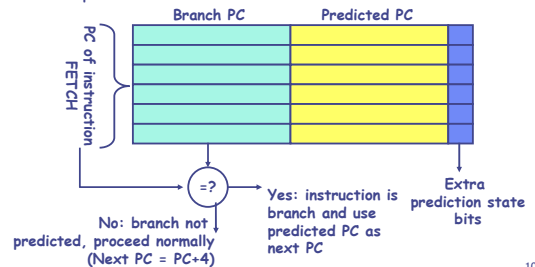 Branch PC
Predicted PC
PC of instruction
FETCH
=?
Yes: instruction is
branch and use
predicted PC as
next PC
Extra
prediction state
bits
No: branch not
predicted, proceed normally
(Next PC = PC+4)